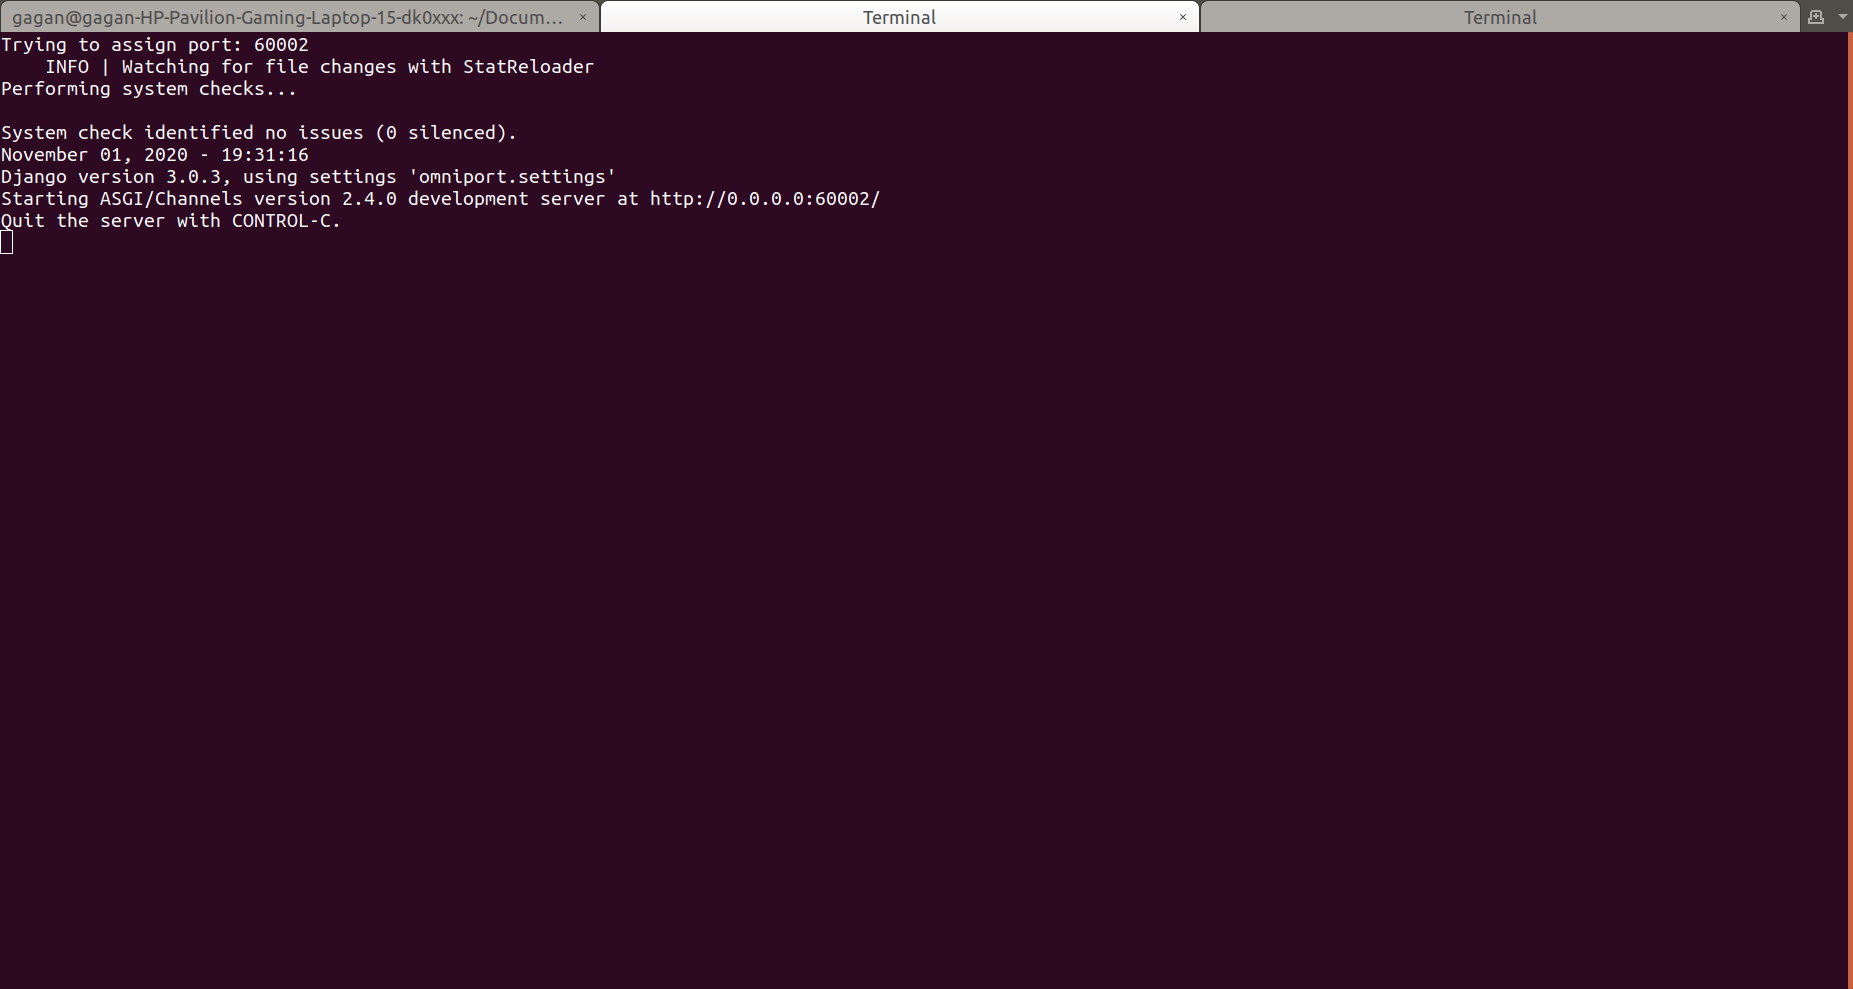 gagan@gagan-HP-Pavilion-Gaming-Laptop-15-dk0xxx: ~/Docum... × Terminal × Terminal ×
Trying to assign port: 60002
    INFO | Watching for file changes with StatReloader
Performing system checks...
System check identified no issues (0 silenced).
November 01, 2020 - 19:31:16
Django version 3.0.3, using settings 'omniport.settings'
Starting ASGI/Channels version 2.4.0 development server at http://0.0.0.0:60002/
Quit the server with CONTROL-C.